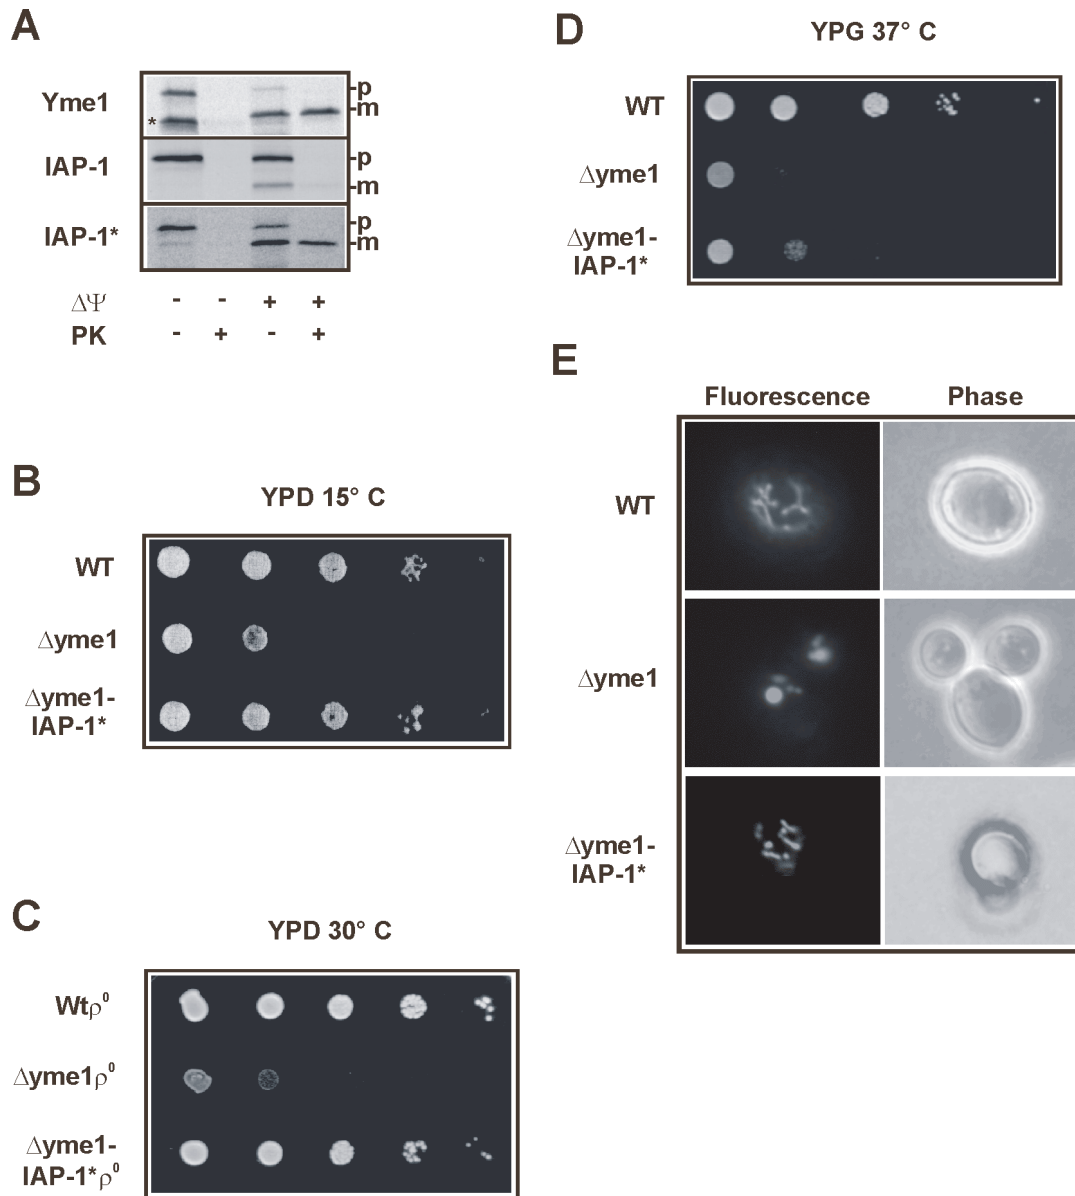 A
Yme1
*
-p
-m
IAP-1
-p
-m
IAP-1*
-p
-m
ΔΨ - - + +
PK - + - +
B
YPD 15° C
WT
Δyme1
Δyme1-
IAP-1*
C
YPD 30° C
Wtρ⁰
Δyme1ρ⁰
Δyme1-
IAP-1*ρ⁰
D
YPG 37° C
WT
Δyme1
Δyme1-
IAP-1*
E
Fluorescence Phase
WT
Δyme1
Δyme1-
IAP-1*